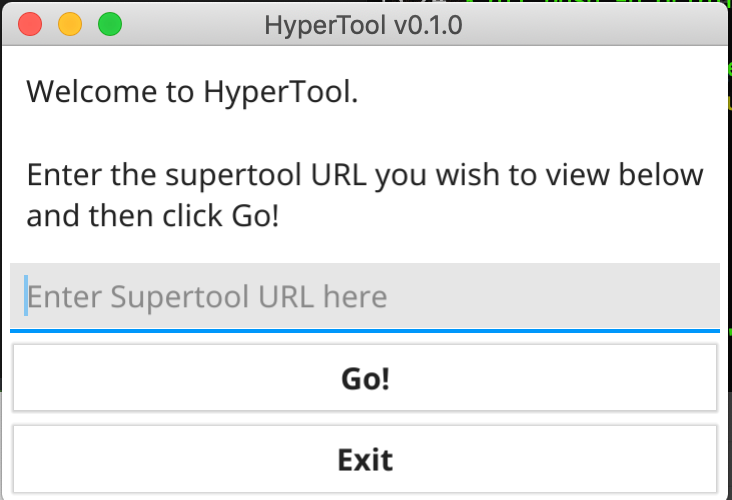 HyperTool v0.1.0
Welcome to HyperTool.
Enter the supertool URL you wish to view below
and then click Go!
Enter Supertool URL here
Go!
Exit